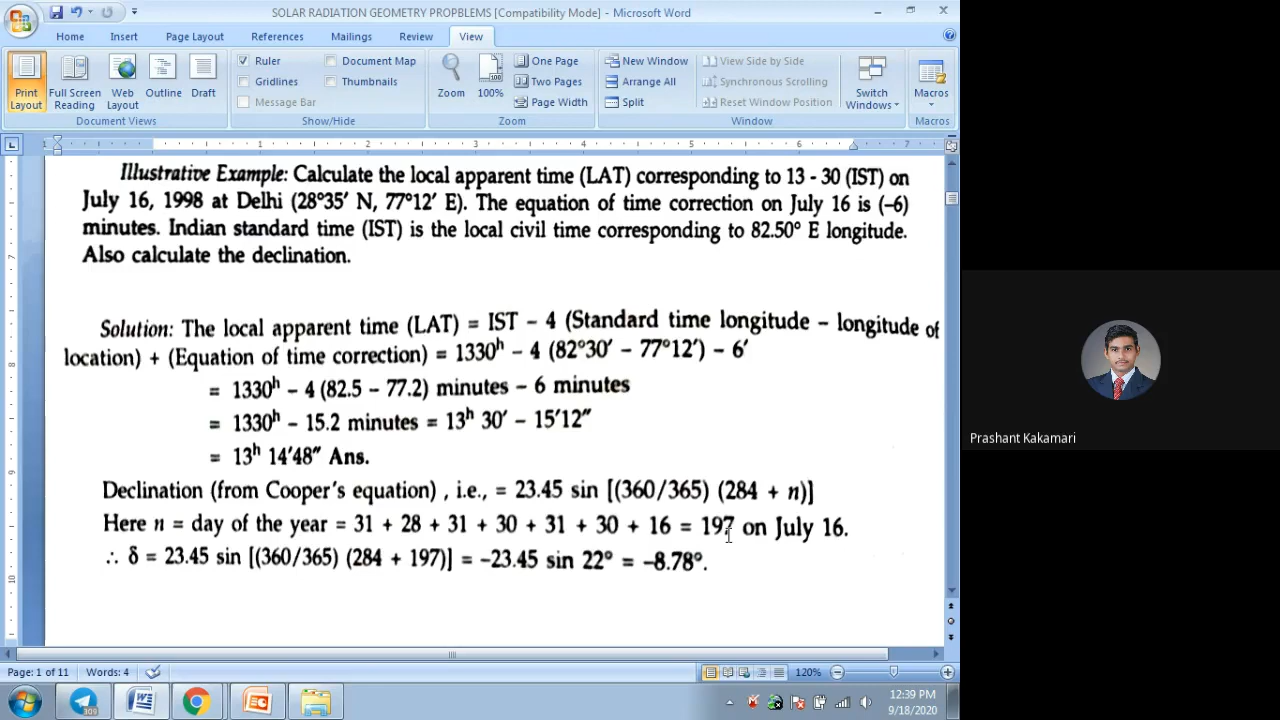 SOLAR RADIATION GEOMETRY PROPBLEMS [Compatibility Mode] - Microsoft Word
Home Insert Page Layout References Mailings Review View
Print Layout Full Screen Reading Web Layout Outline Draft
Document Views
Ruler Document Map
Gridlines Thumbnails
Message Bar
Show/Hide
Zoom 100% One Page
Two Pages
Page Width
Zoom
New Window View Side by Side
Arrange All Synchronous Scrolling
Split Reset Window Position
Switch Windows
Window
Macros
Macros
Illustrative Example: Calculate the local apparent time (LAT) corresponding to 13 - 30 (IST) on
July 16, 1998 at Delhi (28°35′ N, 77°12′ E). The equation of time correction on July 16 is (–6)
minutes. Indian standard time (IST) is the local civil time corresponding to 82.50° E longitude.
Also calculate the declination.
Solution: The local apparent time (LAT) = IST – 4 (Standard time longitude – longitude of
location) + (Equation of time correction) = 1330ʰ – 4 (82°30′ – 77°12′) – 6′
= 1330ʰ – 4 (82.5 – 77.2) minutes – 6 minutes
= 1330ʰ – 15.2 minutes = 13ʰ 30′ – 15′12″
= 13ʰ 14′48″ Ans.
Declination (from Cooper's equation) , i.e., = 23.45 sin [(360/365) (284 + n)]
Here n = day of the year = 31 + 28 + 31 + 30 + 31 + 30 + 16 = 197 on July 16.
∴ δ = 23.45 sin [(360/365) (284 + 197)] = –23.45 sin 22° = –8.78°.
Prashant Kakamari
Page: 1 of 11 Words: 4 120%
309
12:39 PM
9/18/2020